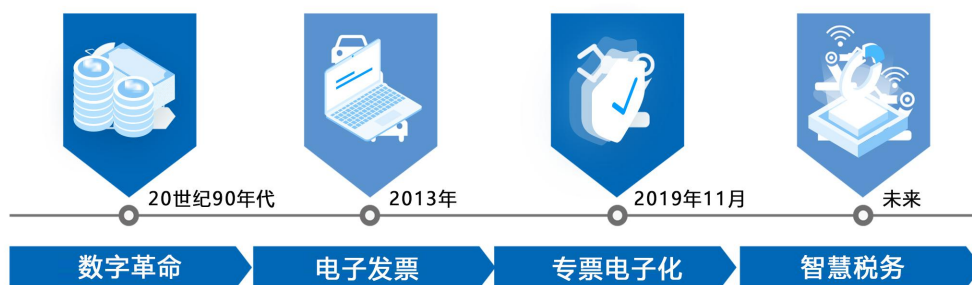 20世纪90年代
2013年
2019年11月
未来
数字革命
电子发票
专票电子化
智慧税务